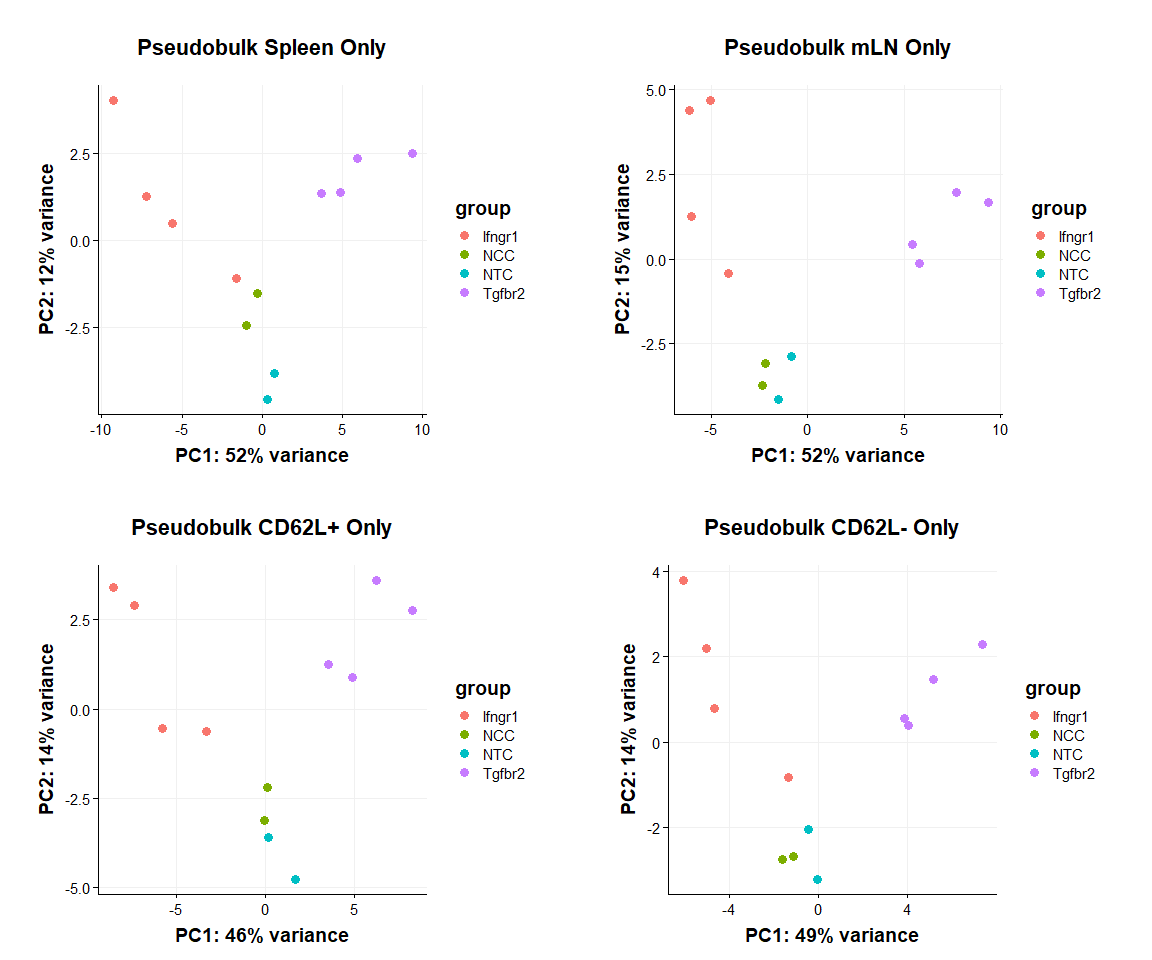 Pseudobulk Spleen Only
PC2: 12% variance
2.5
0.0
-2.5
-10
-5
0
5
10
PC1: 52% variance
group
Ifngr1
NCC
NTC
Tgfbr2
Pseudobulk mLN Only
PC2: 15% variance
5.0
2.5
0.0
-2.5
-5
0
5
10
PC1: 52% variance
group
Ifngr1
NCC
NTC
Tgfbr2
Pseudobulk CD62L+ Only
PC2: 14% variance
2.5
0.0
-2.5
-5.0
-5
0
5
PC1: 46% variance
group
Ifngr1
NCC
NTC
Tgfbr2
Pseudobulk CD62L- Only
PC2: 14% variance
4
2
0
-2
-4
0
4
PC1: 49% variance
group
Ifngr1
NCC
NTC
Tgfbr2